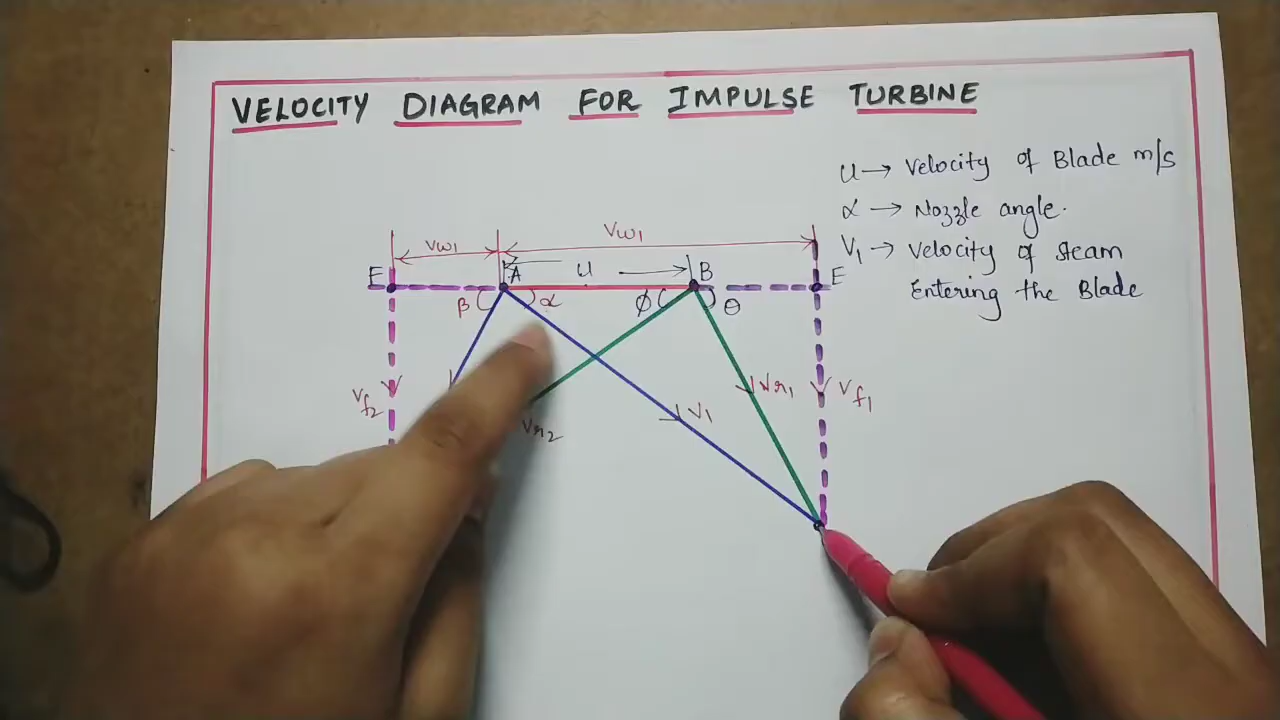 VELOCITY DIAGRAM FOR IMPULSE TURBINE
U → Velocity of Blade m/s
α → Nozzle angle.
V1 → Velocity of steam
Entering the Blade
Vw1 Vw1
E A U B E
β α ϕ θ
Vf2 Vr2 V1 Vr1 Vf1